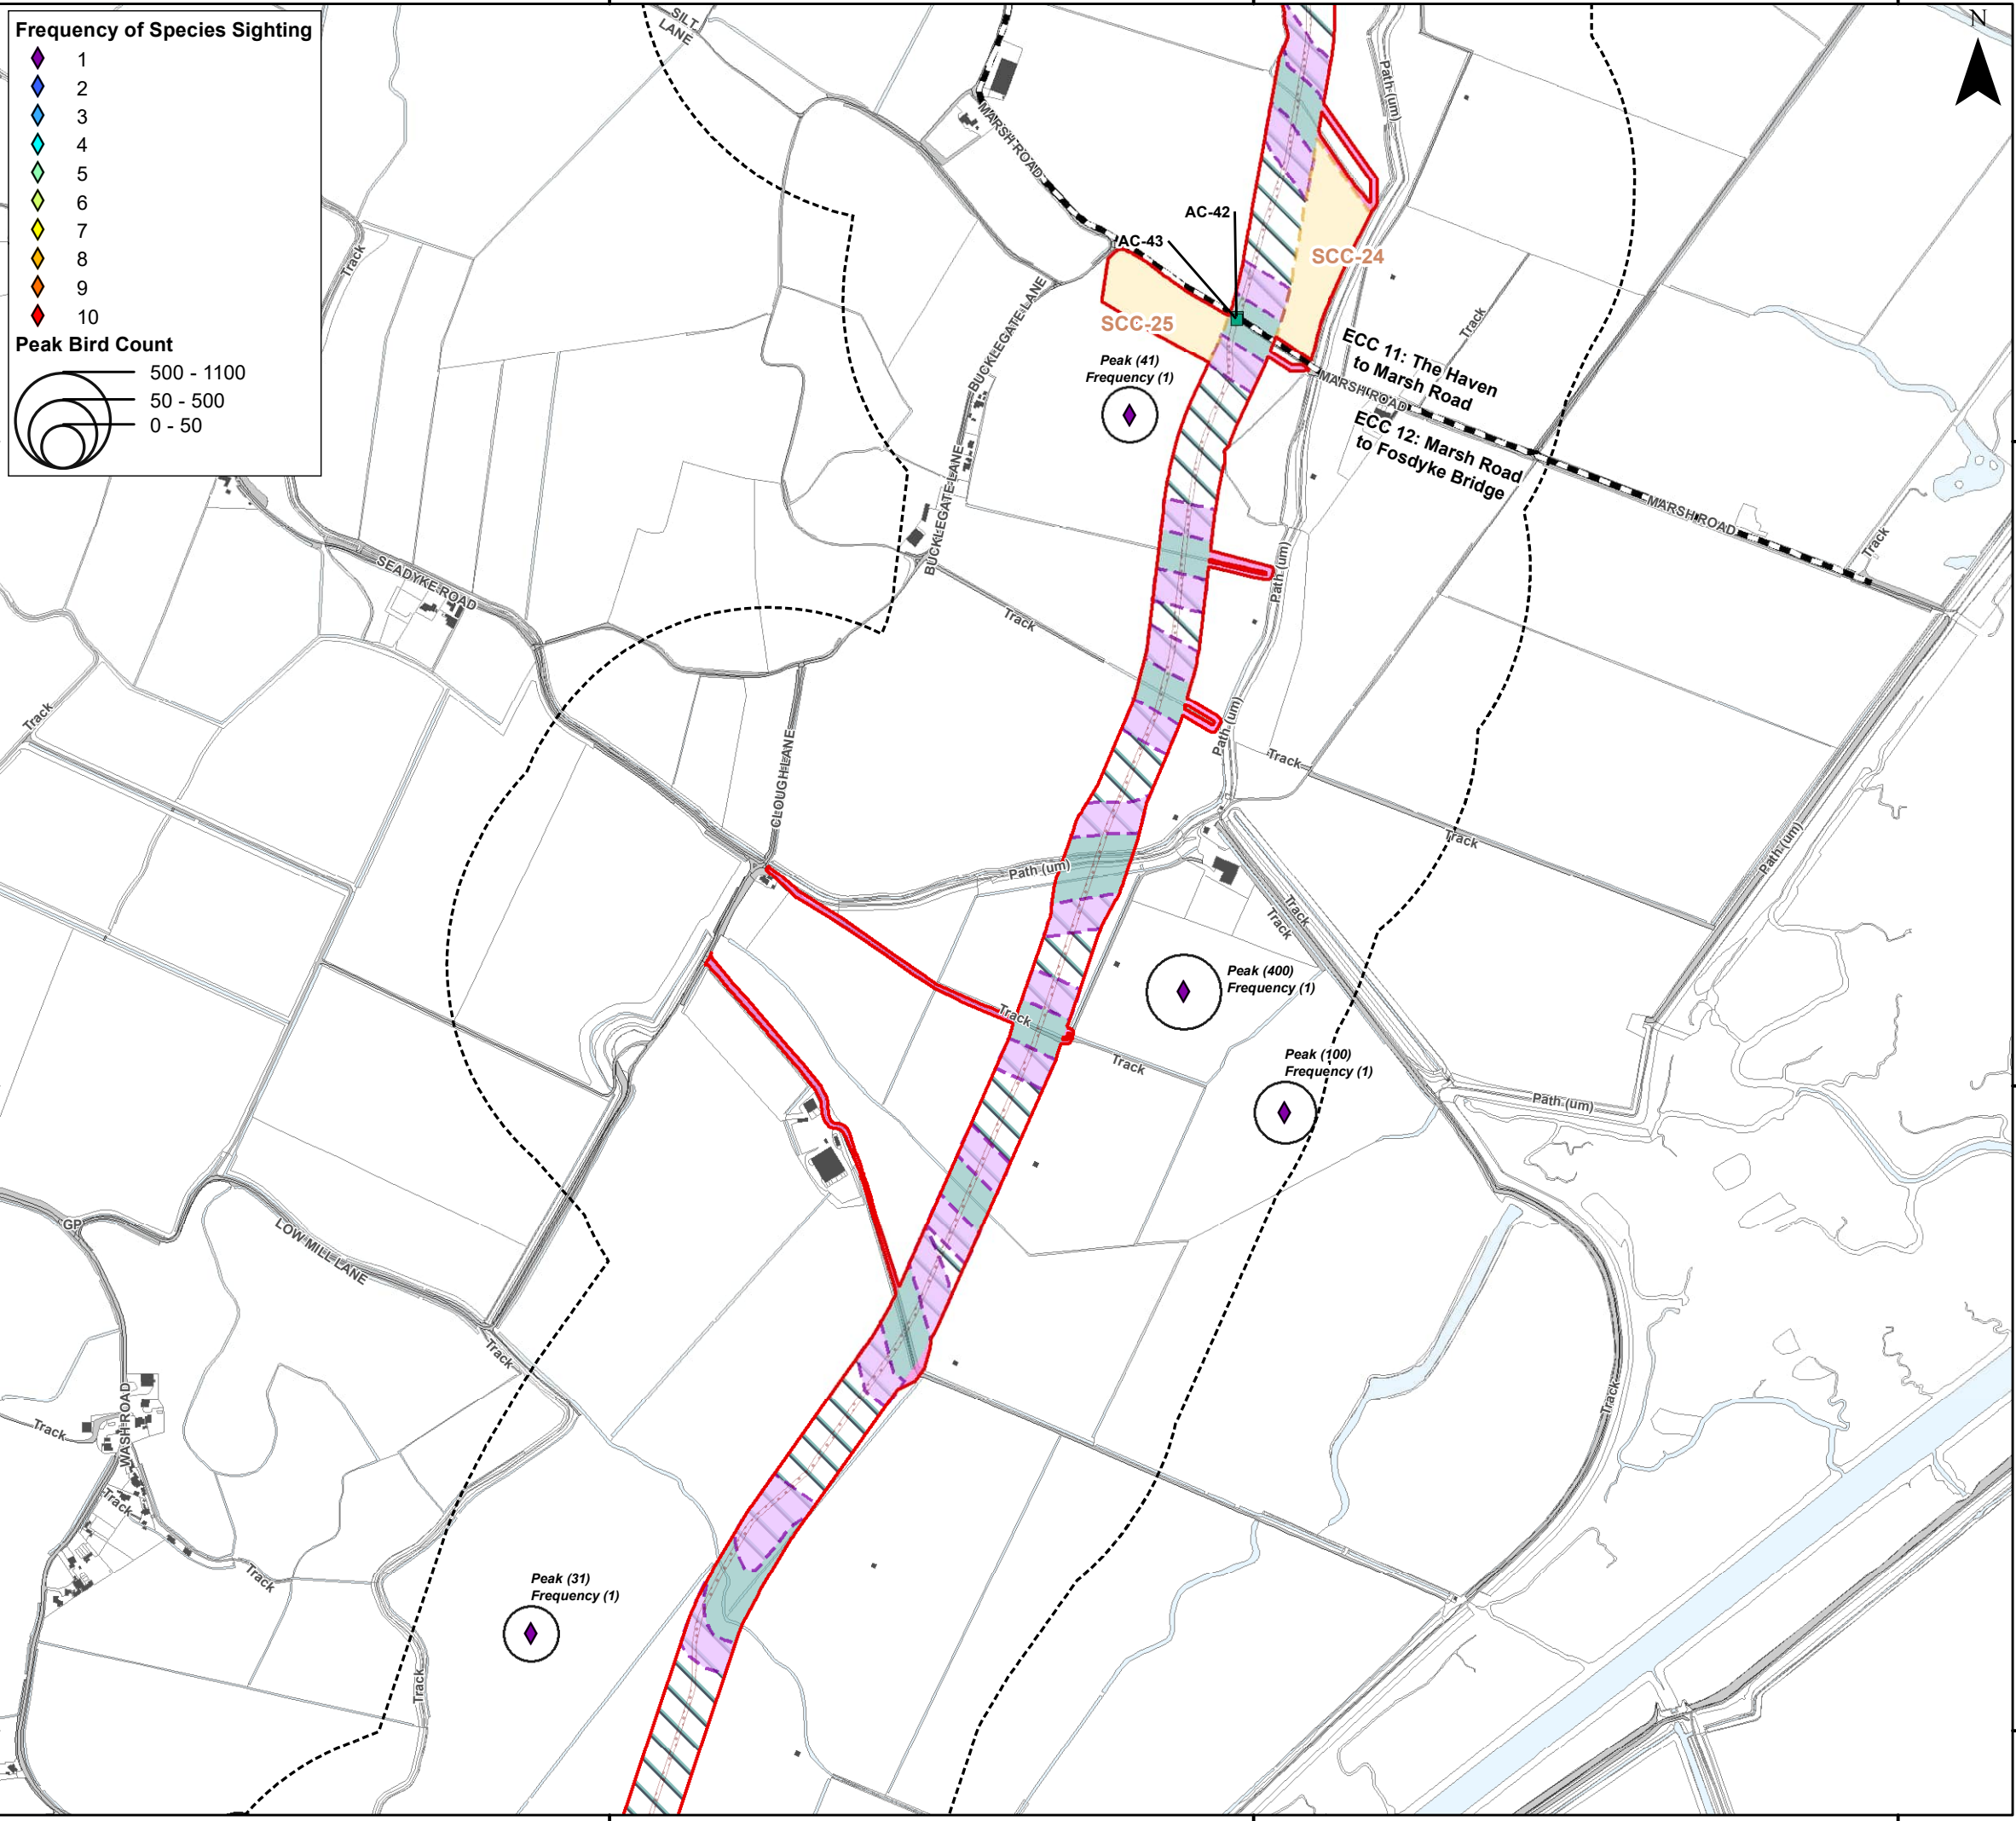 Frequency of Species Sighting
1
2
3
4
5
6
7
8
9
10
Peak Bird Count
500 - 1100
50 - 500
0 - 50
N
SILT
LANE
MARSH ROAD
Path (um)
AC-42
AC-43
SCC-24
SCC-25
Track
BUCKLEGATE LANE
Peak (41)
Frequency (1)
ECC 11: The Haven
to Marsh Road
MARSH ROAD
ECC 12: Marsh Road
to Fosdyke Bridge
Track
MARSH ROAD
Track
BUCKLEGATE LANE
SEADYKE ROAD
Path (um)
Track
Track
Path (um)
Track
CLOUGH LANE
Track
Path (um)
Path (um)
Track
Track
Peak (400)
Frequency (1)
Track
Track
Peak (100)
Frequency (1)
Path (um)
GP
LOW MILL LANE
Track
Track
WASH ROAD
Track
Track
Track
Peak (31)
Frequency (1)
Track